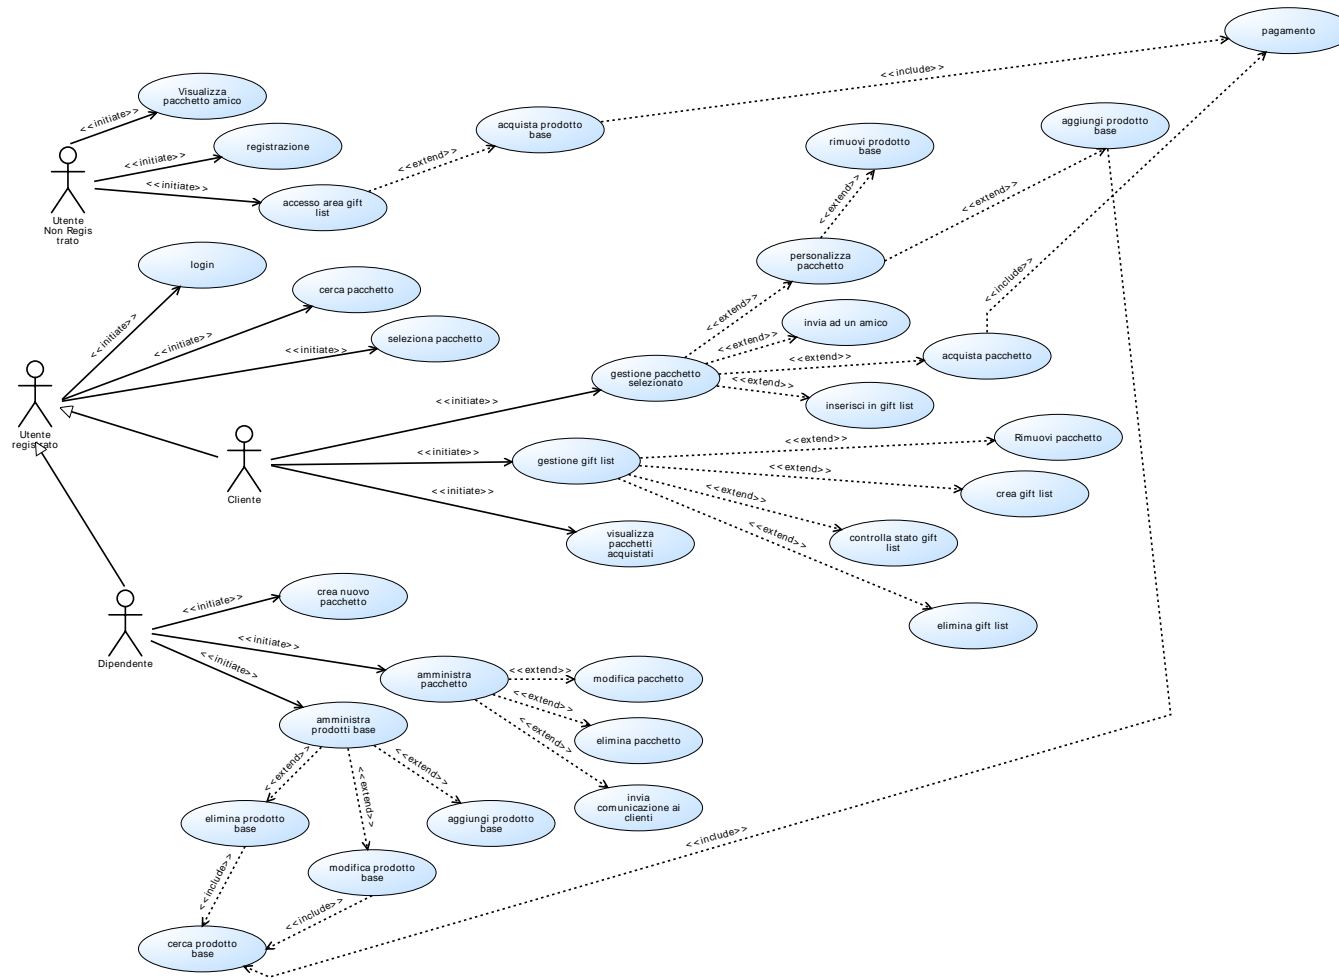 pagamento
<<include>>
Visualizza
pacchetto amico
<<initiate>>
acquista prodotto
base
aggiungi prodotto
base
registrazione
<<initiate>>
<<extend>>
rimuovi prodotto
base
<<initiate>>
accesso area gift
list
<<extend>>
<<extend>>
Utente
Non Regis
trato
login
personalizza
pacchetto
<<include>>
cerca pacchetto
<<initiate>>
<<initiate>>
<<initiate>>
seleziona pacchetto
<<extend>>
invia ad un amico
<<extend>>
<<extend>>
acquista pacchetto
gestione pacchetto
selezionato
<<extend>>
inserisci in gift list
<<initiate>>
Utente
registrato
<<initiate>>
gestione gift list
<<extend>>
Rimuovi pacchetto
<<extend>>
crea gift list
Cliente
<<initiate>>
<<extend>>
controlla stato gift
list
<<extend>>
visualizza
pacchetti
acquistati
elimina gift list
crea nuovo
pacchetto
<<initiate>>
<<initiate>>
<<initiate>>
Dipendente
amministra
pacchetto
<<extend>>
modifica pacchetto
<<extend>>
elimina pacchetto
<<extend>>
invia
comunicazione ai
clienti
amministra
prodotti base
<<extend>>
<<extend>>
<<extend>>
elimina prodotto
base
aggiungi prodotto
base
<<include>>
modifica prodotto
base
<<include>>
<<include>>
cerca prodotto
base